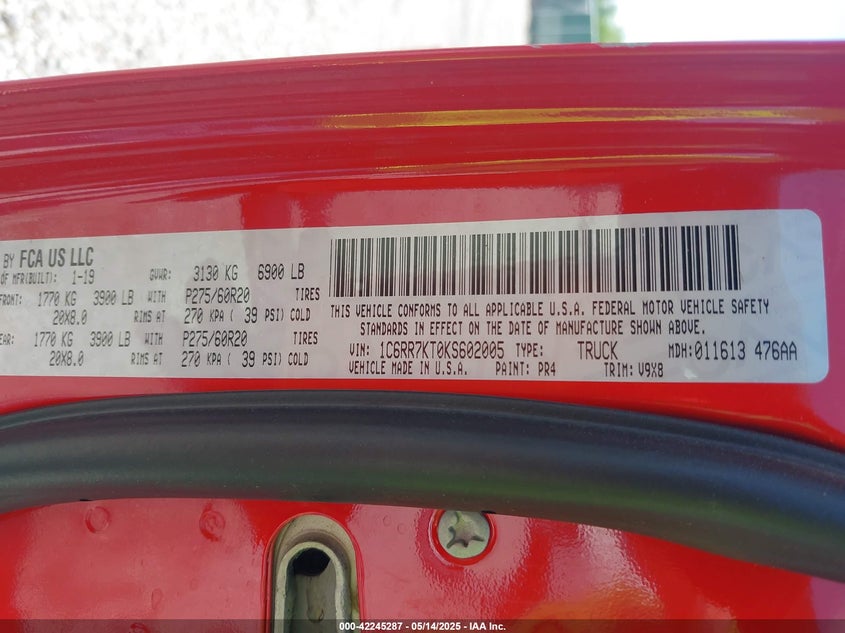 BY FCA US LLC
OF MFR(BUILT): 1-19 GVWR: 3130 KG 6900 LB
FRONT: 1770 KG 3900 LB WITH P275/60R20 TIRES
20X8.0 RIMS AT 270 KPA ( 39 PSI) COLD
EAR: 1770 KG 3900 LB WITH P275/60R20 TIRES
20X8.0 RIMS AT 270 KPA ( 39 PSI) COLD
THIS VEHICLE CONFORMS TO ALL APPLICABLE U.S.A. FEDERAL MOTOR VEHICLE SAFETY
STANDARDS IN EFFECT ON THE DATE OF MANUFACTURE SHOWN ABOVE.
VIN: 1C6RR7KT0KS602005 TYPE: TRUCK MDH: 011613 476AA
VEHICLE MADE IN U.S.A. PAINT: PR4 TRIM: V9X8
000-42245287 - 05/14/2025 - IAA Inc.